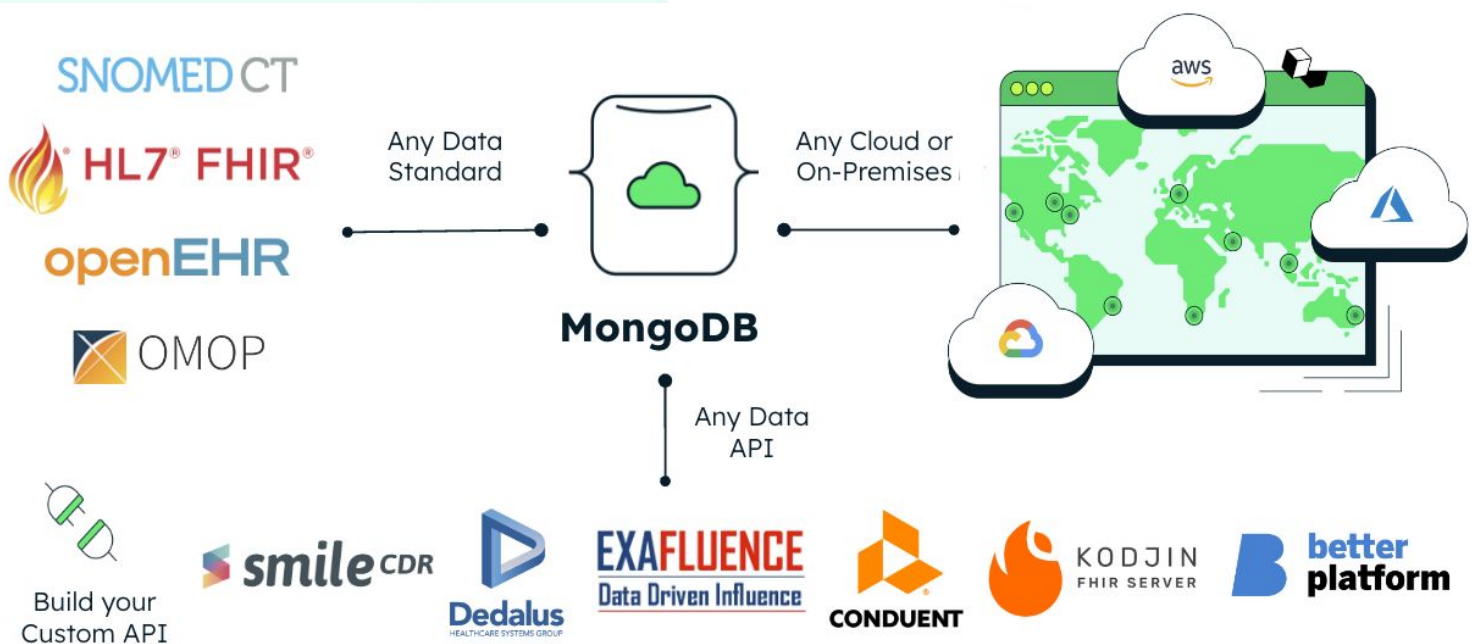 SNOMED CT
HL7® FHIR®
openEHR
OMOP
Any Data
Standard
MongoDB
Any Cloud or
On-Premises
aws
Any Data
API
Build your
Custom API
smile CDR
Dedalus
HEALTHCARE SYSTEMS GROUP
EXAFLUENCE
Data Driven Influence
CONDUENT
KODJIN
FHIR SERVER
better
platform